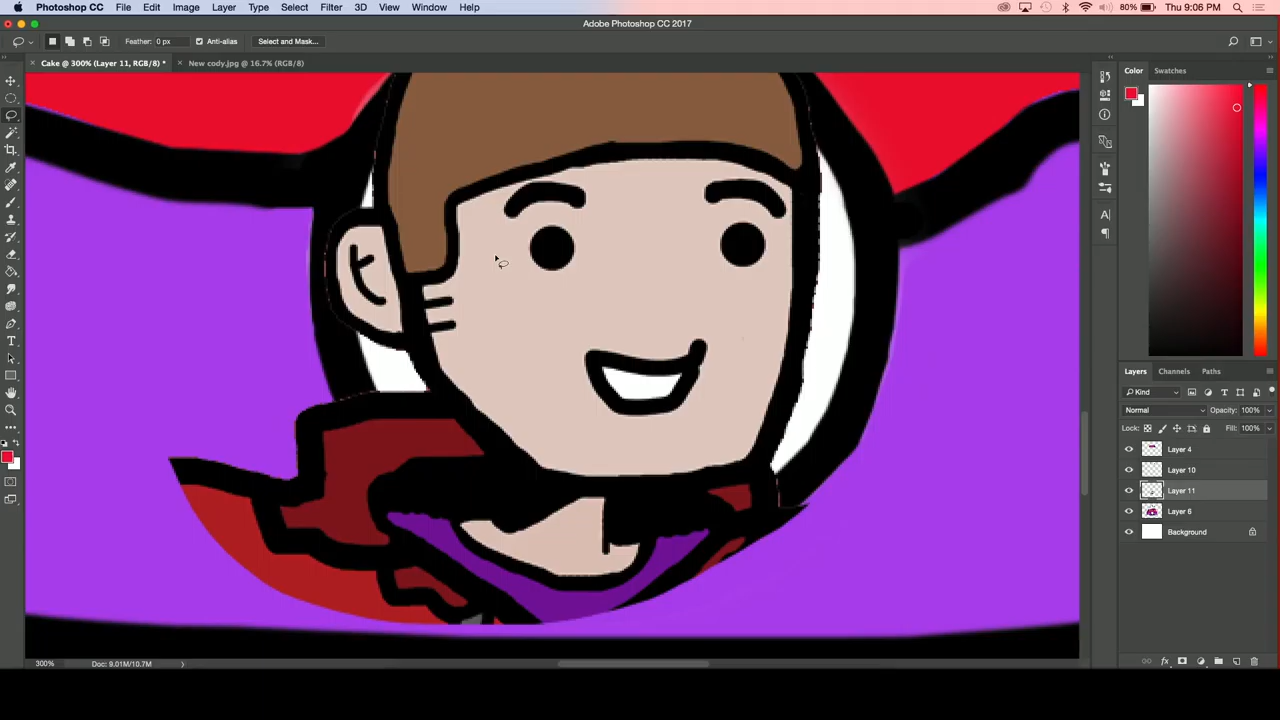 Photoshop CC File Edit Image Layer Type Select Filter 3D View Window Help 80% Thu 9:06 PM
Adobe Photoshop CC 2017
Feather: 0 px Anti-alias Select and Mask...
Cake @ 300% (Layer 11, RGB/8) * New cody.jpg @ 16.7% (RGB/8)
Color Swatches
Layers Channels Paths
Kind
Normal Opacity: 100%
Lock: Fill: 100%
Layer 4
Layer 10
Layer 11
Layer 6
Background
300% Doc: 9.01M/10.7M